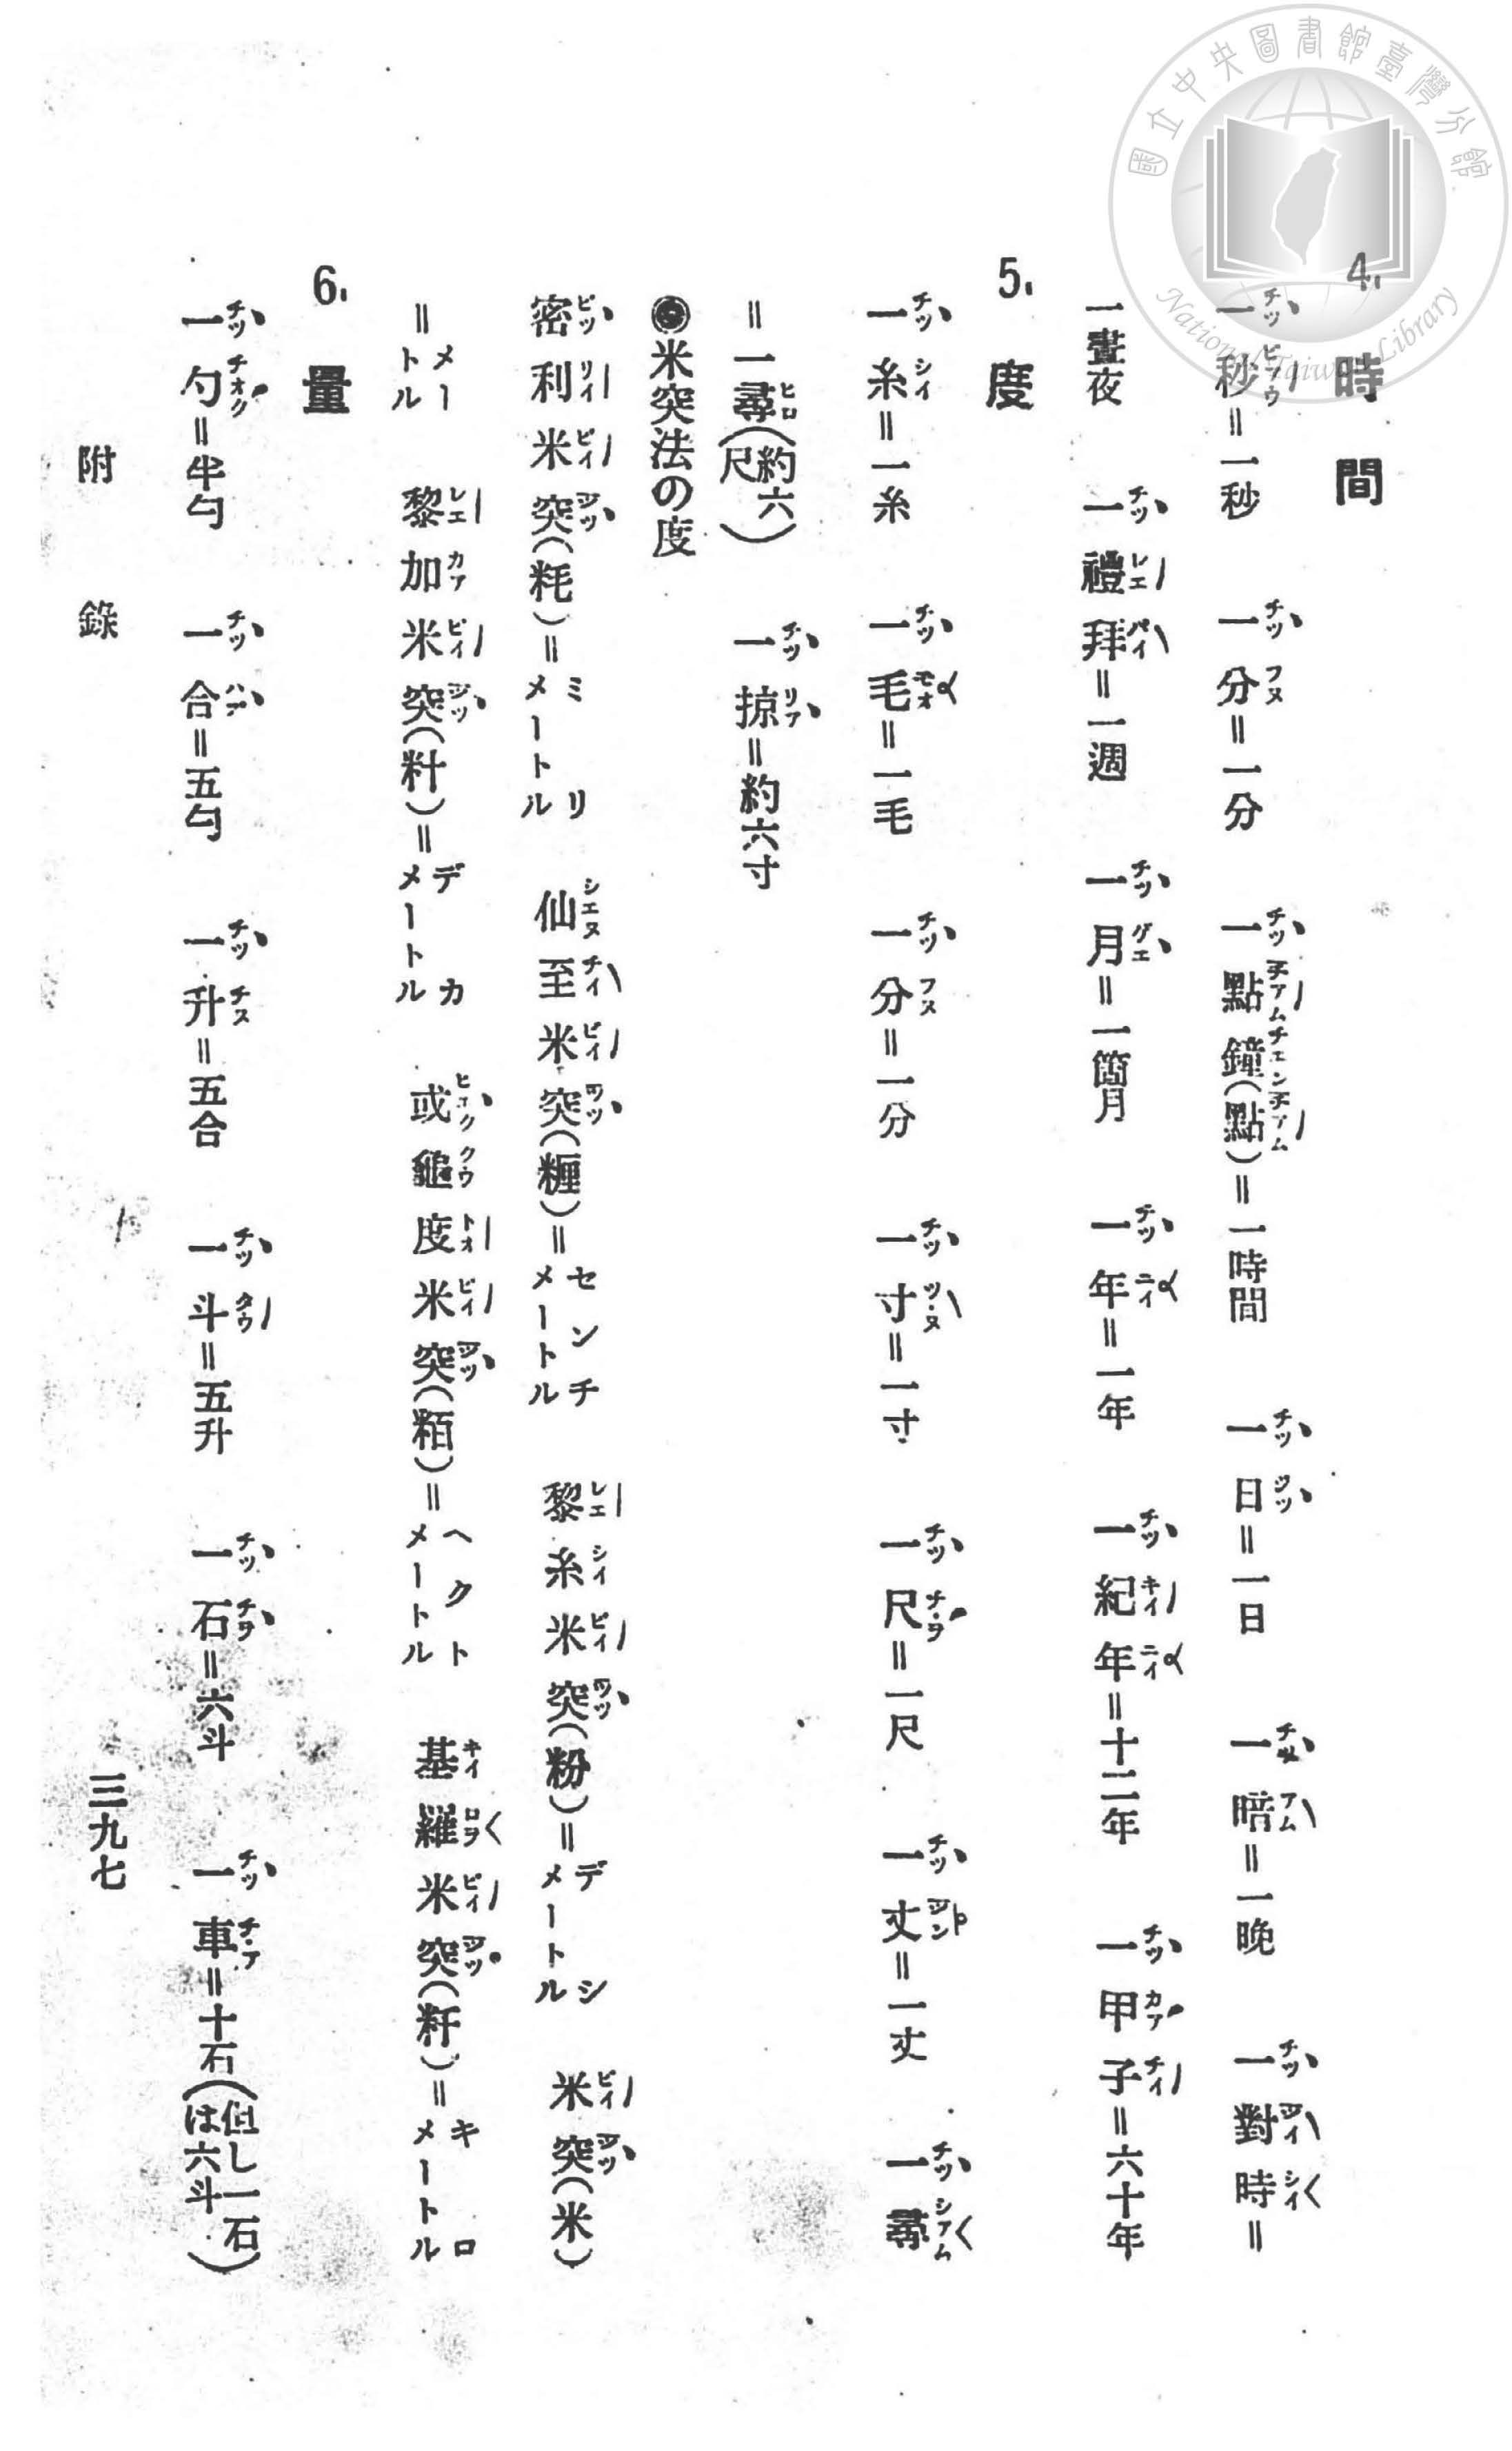 國立中央圖書館臺灣分館
National Taiwan Library
4. 時間
一秒＝一秒　一分＝一分　一點鐘（點）＝一時間　一日＝一日　一暗＝一晚　一對時＝
一晝夜　一禮拜＝一週　一月＝一箇月　一年＝一年　一紀年＝十二年　一甲子＝六十年
5. 度
一糸＝一糸　一毛＝一毛　一分＝一分　一寸＝一寸　一尺＝一尺　一丈＝一丈　一尋
＝一尋（約六尺）　一掠＝約六寸
◉米突法の度
密利米突（粍）＝ミリメートル　仙至米突（糎）＝センチメートル　黎糸米突（粉）＝デシメートル　米突（米）
＝メートル　黎加米突（籵）＝デカメートル　或龜度米突（粨）＝ヘクトメートル　基羅米突（粁）＝キロメートル
6. 量
一勺＝半勺　一合＝五勺　一升＝五合　一斗＝五升　一石＝六斗　一車＝十石（但し一石は六斗）
附錄
三九七